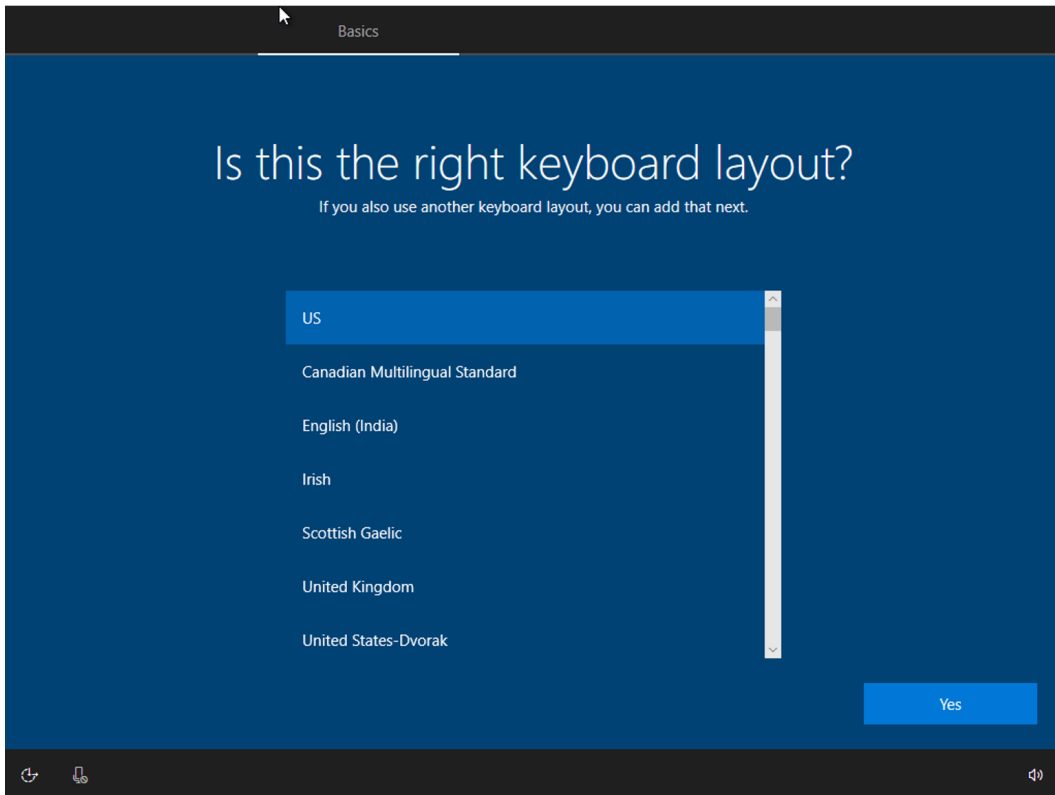 Basics
Is this the right keyboard layout?
If you also use another keyboard layout, you can add that next.
US
Canadian Multilingual Standard
English (India)
Irish
Scottish Gaelic
United Kingdom
United States-Dvorak
Yes